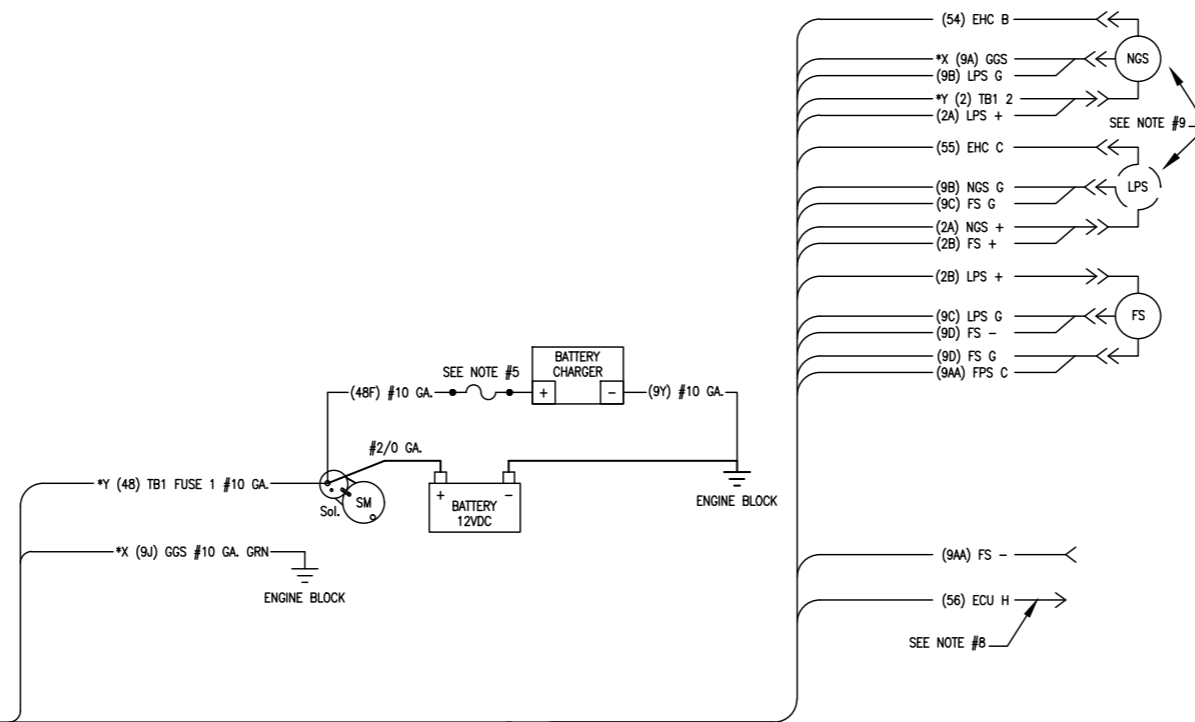 (54) EHC B
NGS
*X (9A) GGS
(9B) LPS G
*Y (2) TB1 2
(2A) LPS +
SEE NOTE #9
(55) EHC C
LPS
(9B) NGS G
(9C) FS G
(2A) NGS +
(2B) FS +
(2B) LPS +
FS
(9C) LPS G
(9D) FS -
(9D) FS G
(9AA) FPS C
BATTERY
CHARGER
SEE NOTE #5
(48F) #10 GA.
+ -
(9Y) #10 GA.
#2/0 GA.
*Y (48) TB1 FUSE 1 #10 GA.
Sol.
SM
+ -
BATTERY
12VDC
ENGINE BLOCK
*X (9J) GGS #10 GA. GRN
ENGINE BLOCK
(9AA) FS -
(56) ECU H
SEE NOTE #8